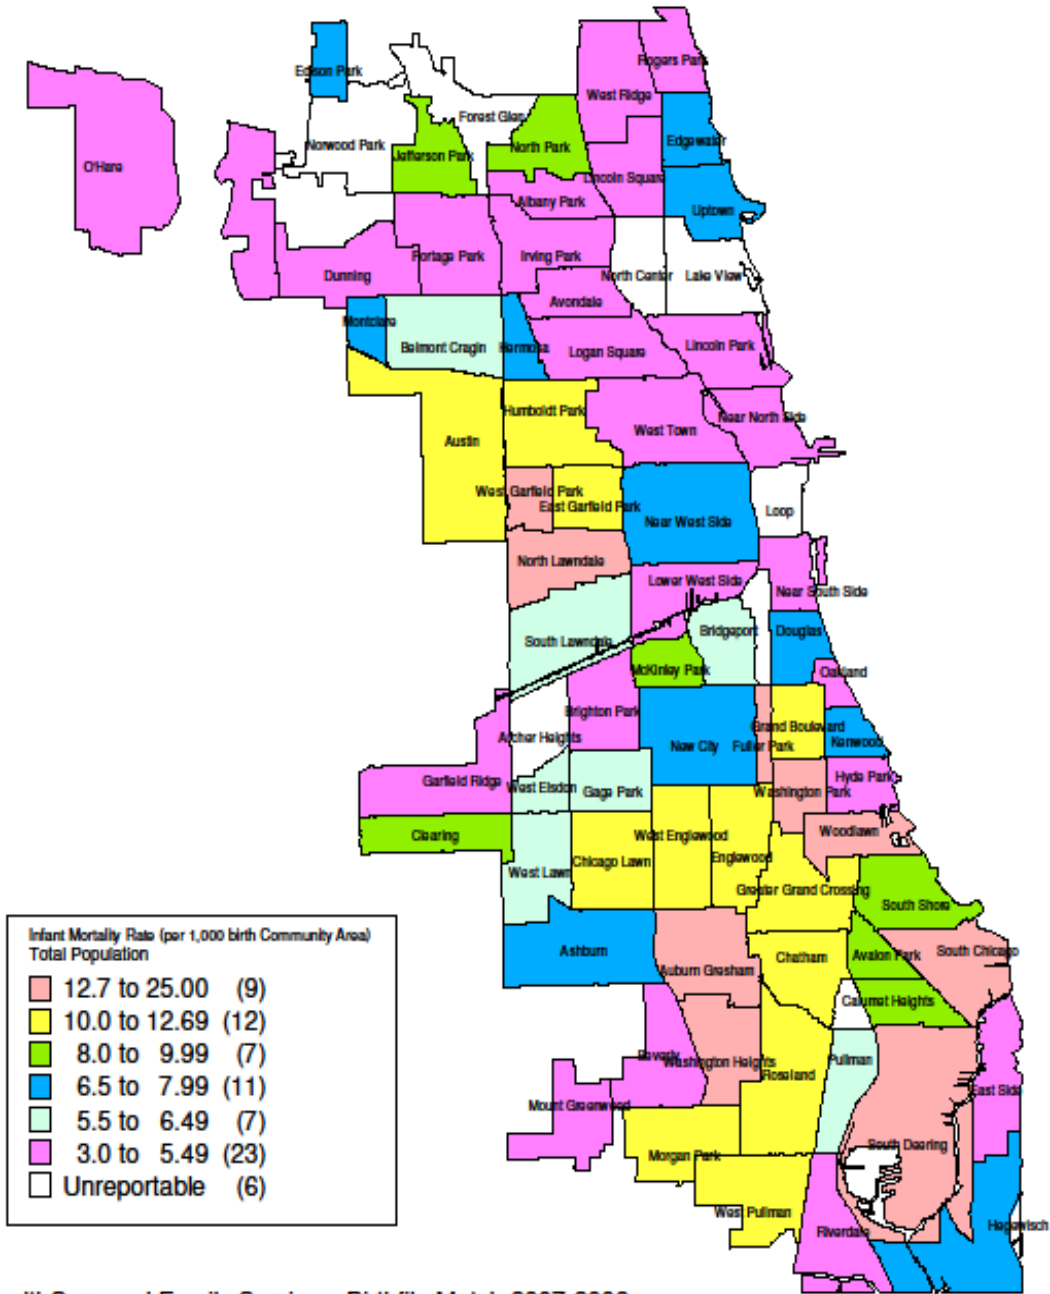 Rogers Park
Edison Park
West Ridge
Forest Glen
Norwood Park
Edgewater
North Park
Jefferson Park
O'Hare
Lincoln Square
Albany Park
Uptown
Portage Park
Irving Park
Dunning
North Center
Lake View
Avondale
Montclare
Belmont Cragin
Hermosa
Logan Square
Lincoln Park
Humboldt Park
Near North Side
West Town
Austin
West Garfield Park
East Garfield Park
Near West Side
Loop
North Lawndale
Lower West Side
Near South Side
South Lawndale
Bridgeport
Douglas
McKinley Park
Oakland
Brighton Park
Grand Boulevard
Archer Heights
New City
Fuller Park
Kenwood
Garfield Ridge
West Elsdon
Gage Park
Washington Park
Hyde Park
Clearing
West Englewood
Woodlawn
Chicago Lawn
Englewood
West Lawn
Greater Grand Crossing
South Shore
Ashburn
Chatham
Avalon Park
South Chicago
Auburn Gresham
Calumet Heights
Beverly
Washington Heights
Pullman
Roseland
East Side
Mount Greenwood
Morgan Park
South Deering
West Pullman
Riverdale
Hegewisch
Infant Mortality Rate (per 1,000 birth Community Area)
Total Population
12.7 to 25.00 (9)
10.0 to 12.69 (12)
8.0 to 9.99 (7)
6.5 to 7.99 (11)
5.5 to 6.49 (7)
3.0 to 5.49 (23)
Unreportable (6)